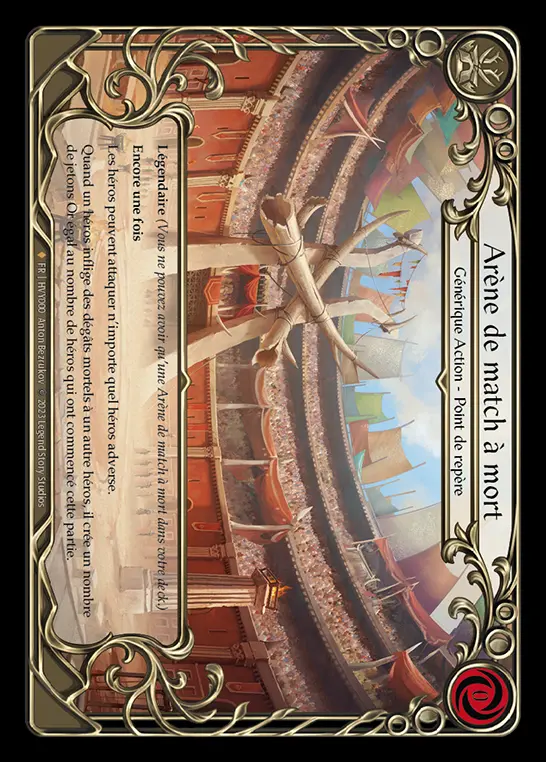 Arène de match à mort
Générique Action - Point de repère
Légendaire (Vous ne pouvez avoir qu'une Arène de match à mort dans votre deck.)
Encore une fois
Les héros peuvent attaquer n'importe quel héros adverse.
Quand un héros inflige des dégâts mortels à un autre héros, il crée un nombre
de jetons Or égal au nombre de héros qui ont commencé cette partie.
FR | HVY000 Anton Bezrukov © 2023 Legend Story Studios